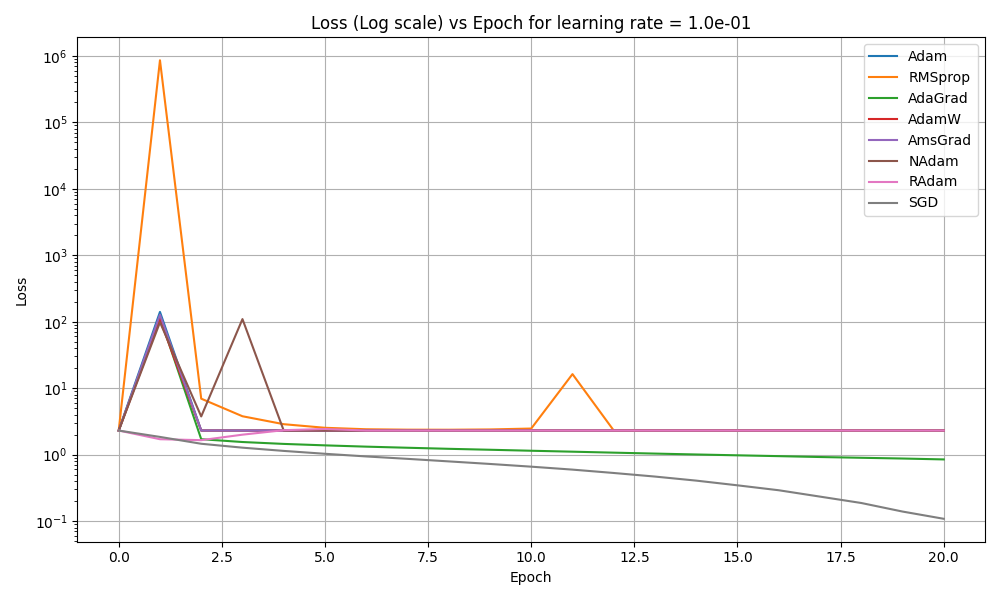 Loss (Log scale) vs Epoch for learning rate = 1.0e-01
Loss
10^6
10^5
10^4
10^3
10^2
10^1
10^0
10^-1
Adam
RMSprop
AdaGrad
AdamW
AmsGrad
NAdam
RAdam
SGD
0.0 2.5 5.0 7.5 10.0 12.5 15.0 17.5 20.0
Epoch